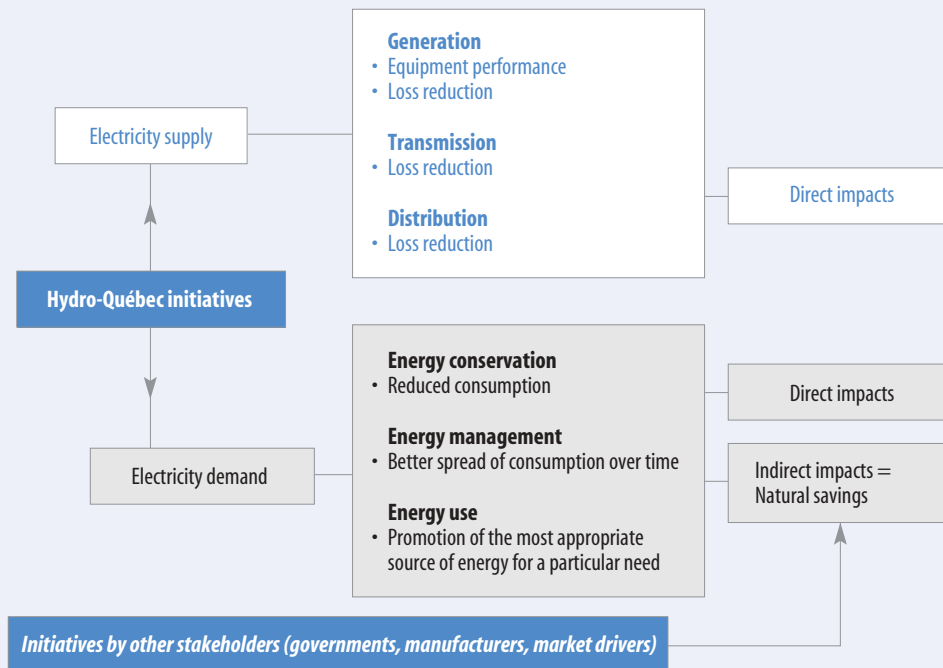 Generation
• Equipment performance
• Loss reduction
Electricity supply
Transmission
• Loss reduction
Direct impacts
Distribution
• Loss reduction
Hydro-Québec initiatives
Energy conservation
• Reduced consumption
Direct impacts
Energy management
• Better spread of consumption over time
Electricity demand
Indirect impacts =
Natural savings
Energy use
• Promotion of the most appropriate
source of energy for a particular need
Initiatives by other stakeholders (governments, manufacturers, market drivers)